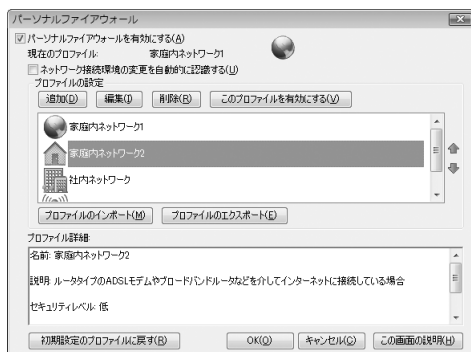 パーソナルファイアウォール
パーソナルファイアウォールを有効にする(A)
現在のプロファイル: 家庭内ネットワーク1
ネットワーク接続環境の変更を自動的に認識する(U)
プロファイルの設定
追加(D) 編集(I) 削除(R) このプロファイルを有効にする(V)
家庭内ネットワーク1
家庭内ネットワーク2
社内ネットワーク
プロファイルのインポート(M) プロファイルのエクスポート(E)
プロファイル詳細:
名前: 家庭内ネットワーク2
説明: ルータタイプのADSLモデムやブロードバンドルータなどを介してインターネットに接続している場合
セキュリティレベル: 低
初期設定のプロファイルに戻す(R) OK(O) キャンセル(C) この画面の説明(H)